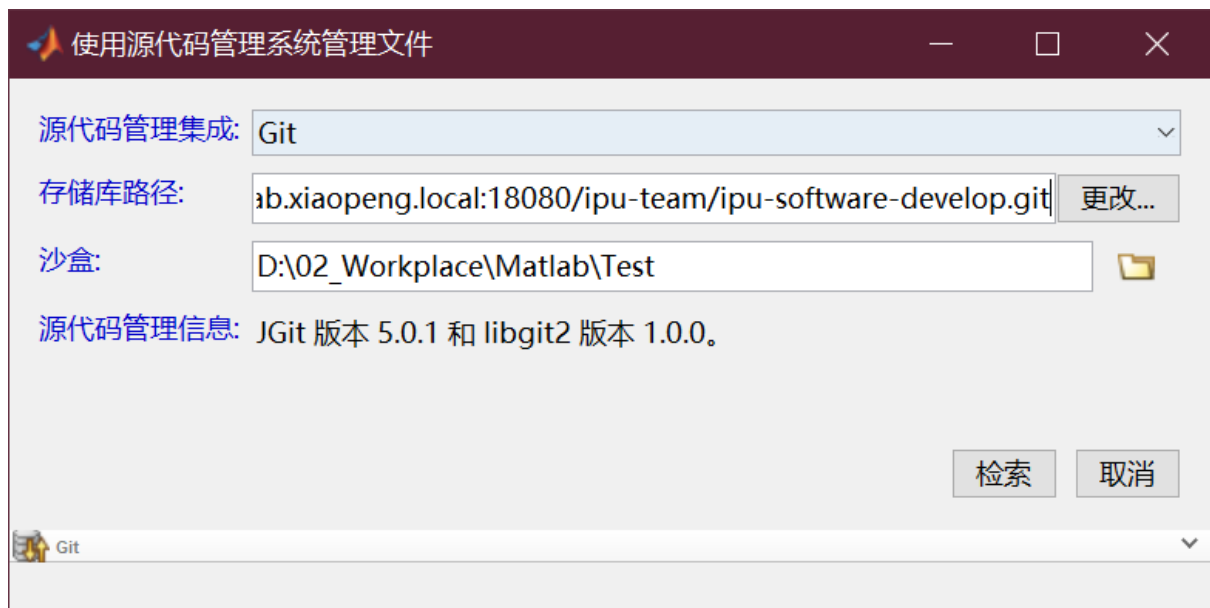 使用源代码管理系统管理文件
源代码管理集成: Git
存储库路径: ab.xiaopeng.local:18080/ipu-team/ipu-software-develop.git 更改...
沙盒: D:\02_Workplace\Matlab\Test
源代码管理信息: JGit 版本 5.0.1 和 libgit2 版本 1.0.0。
检索 取消
Git